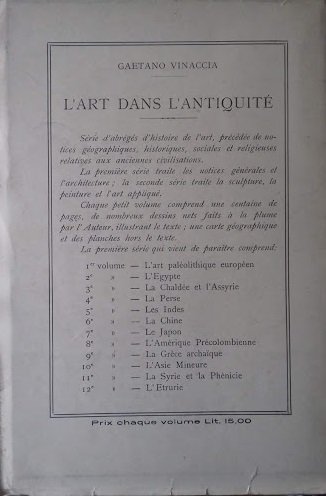 GAETANO VINACCIA
L'ART DANS L'ANTIQUITÉ
Série d'abrégés d'histoire de l'art, précédée de no-
tices géographiques, historiques, sociales et religieuses
relatives aux anciennes civilisations.
La première série traite les notices générales et
l'architecture ; la seconde série traite la sculpture, la
peinture et l'art appliqué.
Chaque petit volume comprend une centaine de
pages, de nombreux dessins nets faits à la plume
par l'Auteur, illustrant le texte ; une carte géographique
et des planches hors le texte.
La première série qui vient de paraître comprend:
1er volume — L'art paléolithique européen
2e » — L'Egypte
3e » — La Chaldée et l'Assyrie
4e » — La Perse
5e » — Les Indes
6e » — La Chine
7e » — Le Japon
8e » — L'Amérique Précolombienne
9e » — La Grèce archaïque
10e » — L'Asie Mineure
11e » — La Syrie et la Phénicie
12e » — L'Etrurie
Prix chaque volume Lit. 15,00